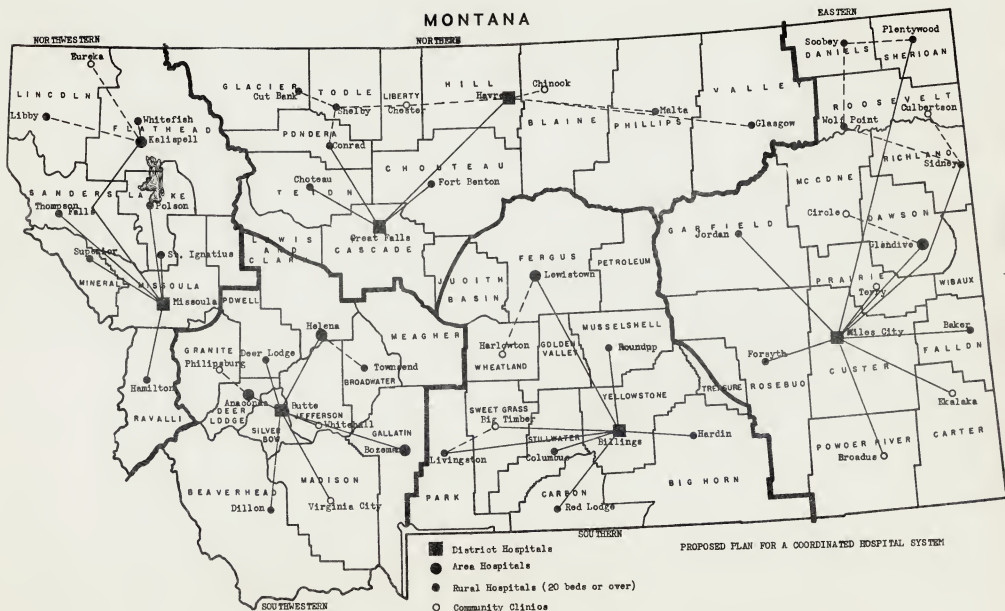 MONTANA
NORTHWESTERN
NORTHERN
EASTERN
Eureka
LINCOLN
Libby
Whitefish
FLATHEAD
Kalispell
SANDERS
LAKE
Thompson
Falls
Polson
Superior
St. Ignatius
MINERAL
MISSOULA
Missoula
Hamilton
RAVALLI
GLACIER
Cut Bank
TOOLE
Shelby
LIBERTY
Chester
HILL
Havre
Chinook
BLAINE
PHILLIPS
Malta
VALLEY
Glasgow
PONDERA
Conrad
CHOUTEAU
Choteau
TETON
Fort Benton
Great Falls
CASCADE
LEWIS
AND
CLARK
JUDITH
BASIN
FERGUS
Lewistown
PETROLEUM
Soobey
DANIELS
Plentywood
SHERIDAN
ROOSEVELT
Culbertson
Wolf Point
RICHLAND
Sidney
MCCONE
Circle
DAWSON
Glendive
GARFIELD
Jordan
PRAIRIE
Terry
WIBAUX
Miles City
Baker
FALLON
CUSTER
Forsyth
ROSEBUD
Ekalaka
CARTER
POWDER RIVER
Broadus
TREASURE
POWELL
Helena
MEAGHER
GRANITE
Philipsburg
Deer Lodge
Townsend
BROADWATER
Anaconda
DEER
LODGE
Butte
JEFFERSON
Whitehall
SILVER
BOW
GALLATIN
Bozeman
BEAVERHEAD
MADISON
Dillon
Virginia City
Harlowton
WHEATLAND
GOLDEN
VALLEY
MUSSELSHELL
Roundup
SWEET GRASS
Big Timber
YELLOWSTONE
STILLWATER
Billings
Livingston
Columbus
Hardin
PARK
CARBON
Red Lodge
BIG HORN
SOUTHERN
SOUTHWESTERN
District Hospitals
Area Hospitals
Rural Hospitals (20 beds or over)
Community Clinics
PROPOSED PLAN FOR A COORDINATED HOSPITAL SYSTEM